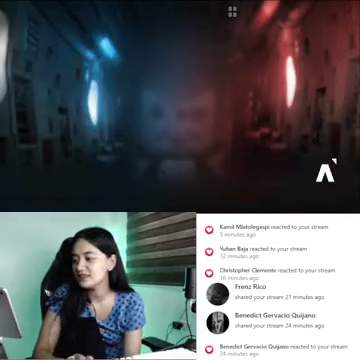 Kamil Mlatolegaspi reacted to your stream
5 minutes ago
Yuhan Baja reacted to your stream
12 minutes ago
Christopher Clemente reacted to your stream
16 minutes ago
Frenz Rico
shared your stream 21 minutes ago
Benedict Gervacio Quijano
shared your stream 24 minutes ago
Benedict Gervacio Quijano reacted to your stream
24 minutes ago